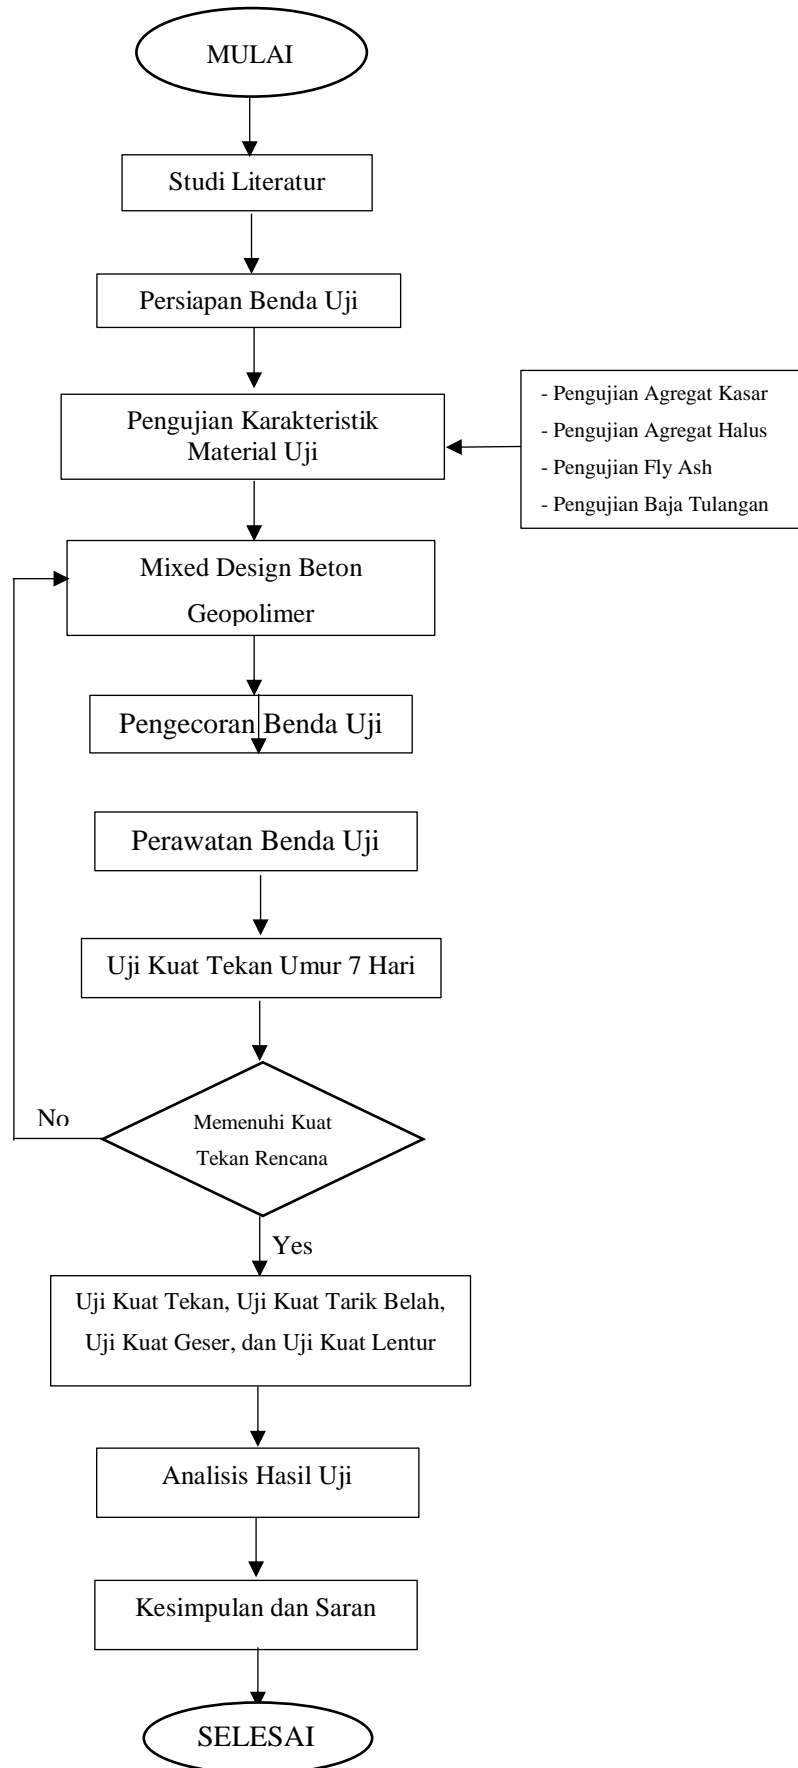 MULAI
Studi Literatur
Persiapan Benda Uji
Pengujian Karakteristik
Material Uji
- Pengujian Agregat Kasar
- Pengujian Agregat Halus
- Pengujian Fly Ash
- Pengujian Baja Tulangan
Mixed Design Beton
Geopolimer
Pengecoran Benda Uji
Perawatan Benda Uji
Uji Kuat Tekan Umur 7 Hari
Memenuhi Kuat
Tekan Rencana
No
Yes
Uji Kuat Tekan, Uji Kuat Tarik Belah,
Uji Kuat Geser, dan Uji Kuat Lentur
Analisis Hasil Uji
Kesimpulan dan Saran
SELESAI